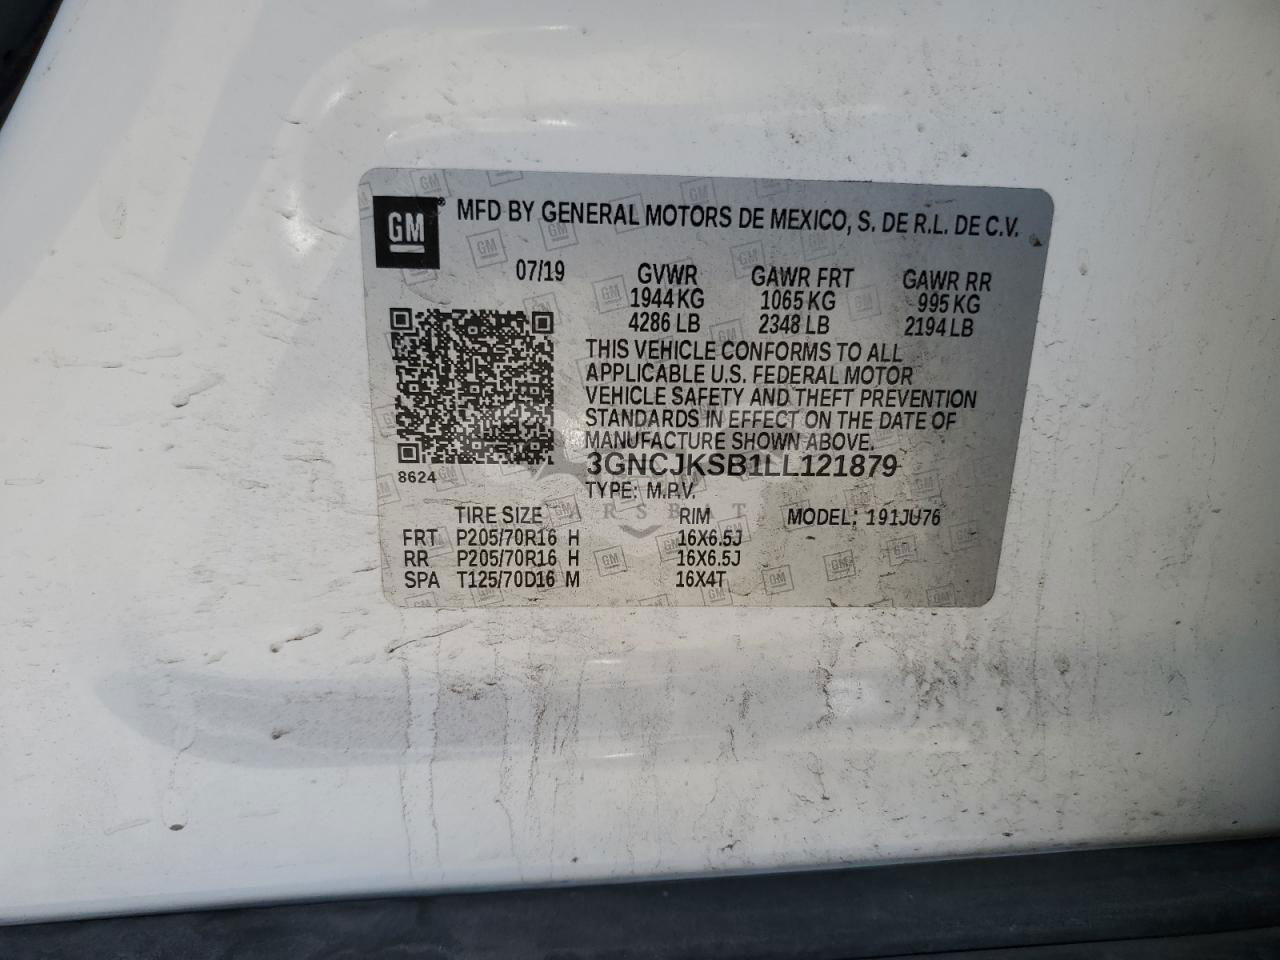 GM® MFD BY GENERAL MOTORS DE MEXICO, S. DE R.L. DE C.V.
07/19 GVWR GAWR FRT GAWR RR
1944 KG 1065 KG 995 KG
4286 LB 2348 LB 2194 LB
THIS VEHICLE CONFORMS TO ALL
APPLICABLE U.S. FEDERAL MOTOR
VEHICLE SAFETY AND THEFT PREVENTION
STANDARDS IN EFFECT ON THE DATE OF
MANUFACTURE SHOWN ABOVE.
8624 3GNCJKSB1LL121879
TYPE: M.P.V.
TIRE SIZE RIM MODEL: 191JU76
FRT P205/70R16 H 16X6.5J
RR P205/70R16 H 16X6.5J
SPA T125/70D16 M 16X4T